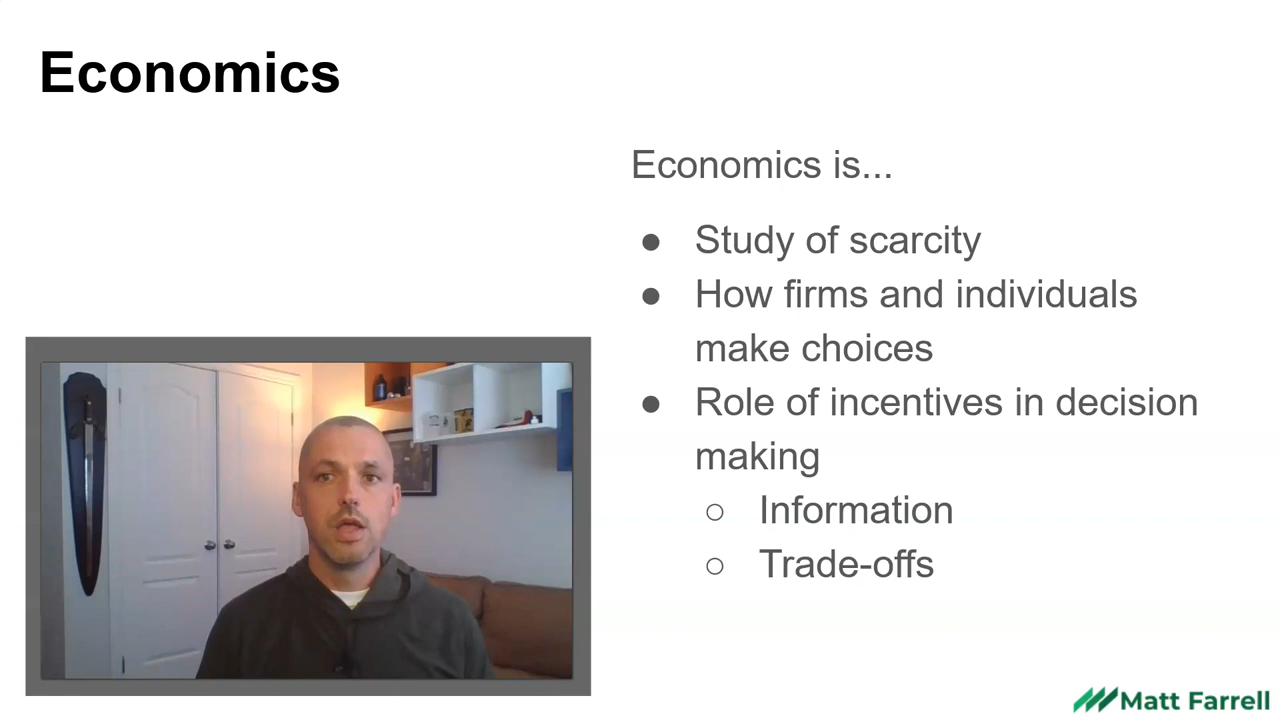 Economics
Economics is...
● Study of scarcity
● How firms and individuals
make choices
● Role of incentives in decision
making
○ Information
○ Trade-offs
Matt Farrell